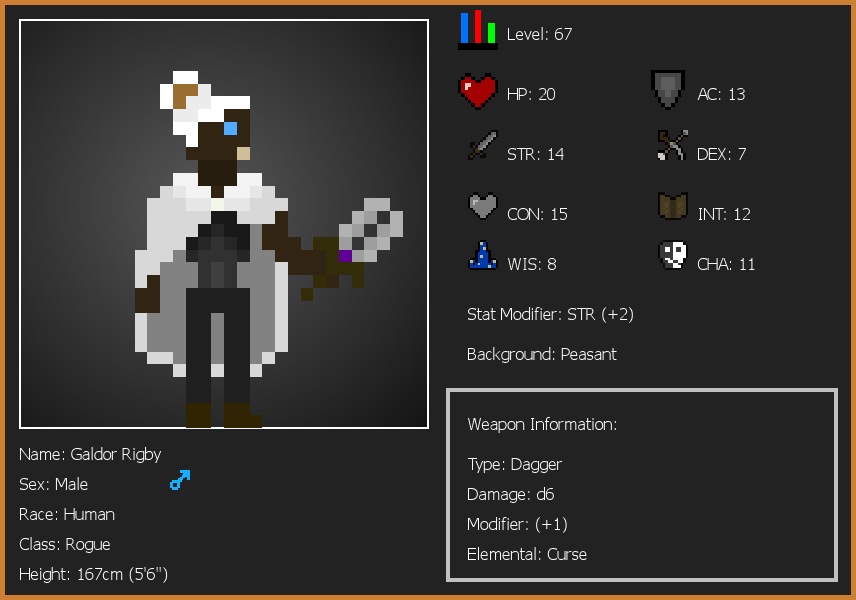 Level: 67
HP: 20
AC: 13
STR: 14
DEX: 7
CON: 15
INT: 12
WIS: 8
CHA: 11
Stat Modifier: STR (+2)
Background: Peasant
Weapon Information:
Type: Dagger
Damage: d6
Modifier: (+1)
Elemental: Curse
Name: Galdor Rigby
Sex: Male
Race: Human
Class: Rogue
Height: 167cm (5'6")